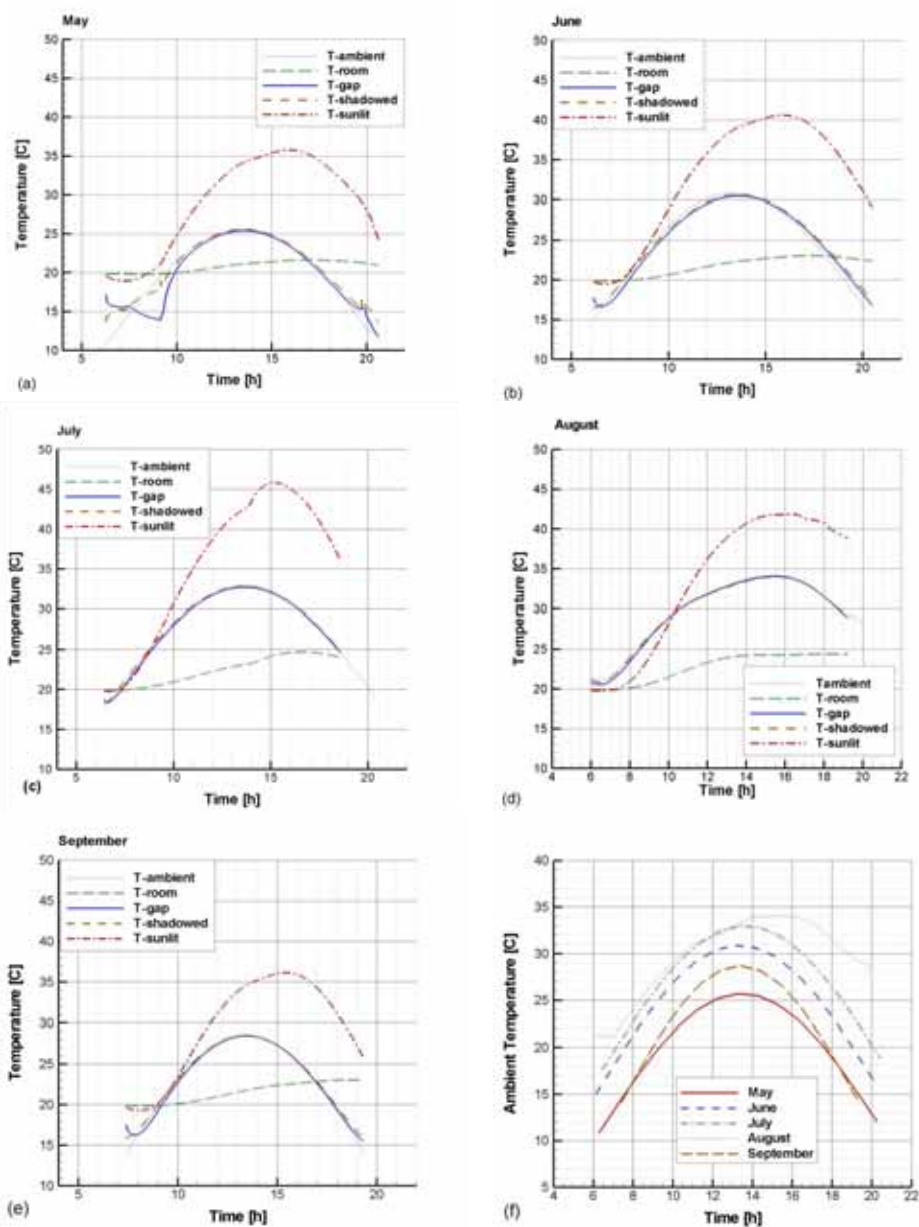 May
50
45
40
35
30
25
20
15
10
Temperature [C]
T-ambient
T-room
T-gap
T-shadowed
T-sunlit
5 10 15 20
Time [h]
(a)
June
50
45
40
35
30
25
20
15
10
Temperature [C]
T-ambient
T-room
T-gap
T-shadowed
T-sunlit
5 10 15 20
Time [h]
(b)
July
50
45
40
35
30
25
20
15
10
Temperature [C]
T-ambient
T-room
T-gap
T-shadowed
T-sunlit
5 10 15 20
Time [h]
(c)
August
50
45
40
35
30
25
20
15
10
Temperature [C]
Tambient
T-room
T-gap
T-shadowed
T-sunlit
4 6 8 10 12 14 16 18 20 22
Time [h]
(d)
September
50
45
40
35
30
25
20
15
10
Temperature [C]
T-ambient
T-room
T-gap
T-shadowed
T-sunlit
5 10 15 20
Time [h]
(e)
40
35
30
25
20
15
10
5
Ambient Temperature [C]
May
June
July
August
September
4 6 8 10 12 14 16 18 20 22
Time [h]
(f)